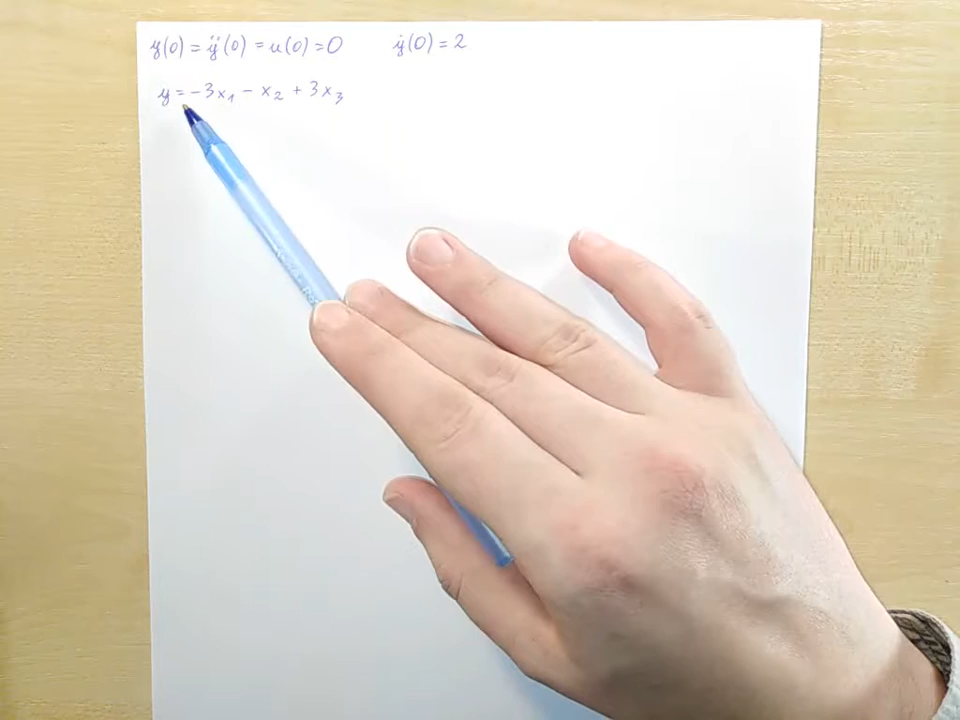 y(0) = ÿ(0) = u(0) = 0 ẏ(0) = 2
y = -3x₁ - x₂ + 3x₃